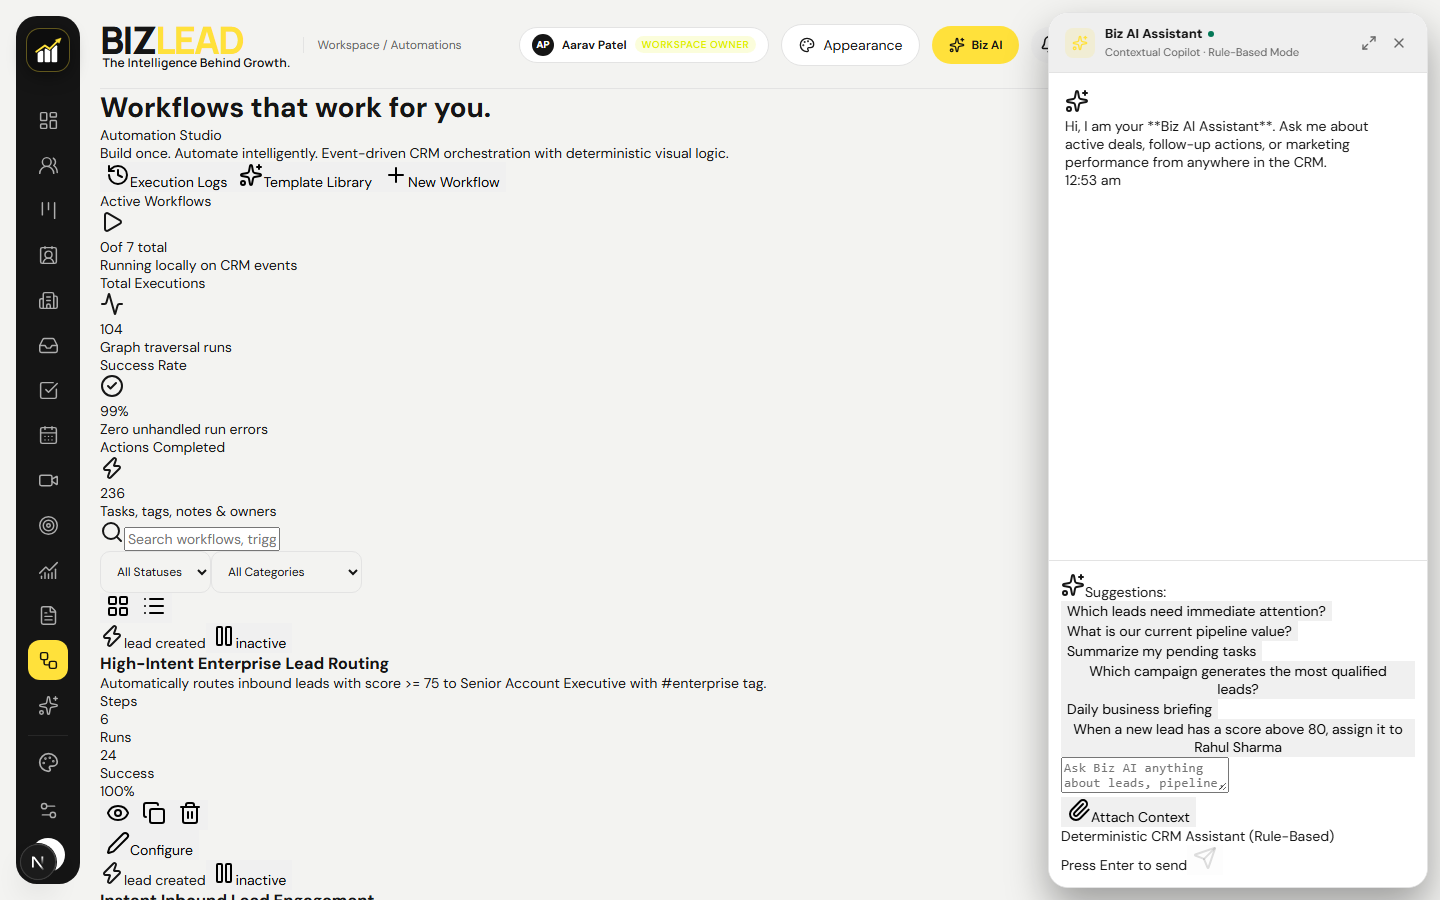 BIZLEAD
The Intelligence Behind Growth.
Workspace / Automations
AP Aarav Patel WORKSPACE OWNER
Appearance
Biz AI
Workflows that work for you.
Automation Studio
Build once. Automate intelligently. Event-driven CRM orchestration with deterministic visual logic.
Execution Logs Template Library New Workflow
Active Workflows
0of 7 total
Running locally on CRM events
Total Executions
104
Graph traversal runs
Success Rate
99%
Zero unhandled run errors
Actions Completed
236
Tasks, tags, notes & owners
Search workflows, trigg
All Statuses All Categories
lead created inactive
High-Intent Enterprise Lead Routing
Automatically routes inbound leads with score >= 75 to Senior Account Executive with #enterprise tag.
Steps
6
Runs
24
Success
100%
Configure
lead created inactive
Instant Inbound Lead Engagement
N
Biz AI Assistant
Contextual Copilot · Rule-Based Mode
Hi, I am your **Biz AI Assistant**. Ask me about
active deals, follow-up actions, or marketing
performance from anywhere in the CRM.
12:53 am
Suggestions:
Which leads need immediate attention?
What is our current pipeline value?
Summarize my pending tasks
Which campaign generates the most qualified
leads?
Daily business briefing
When a new lead has a score above 80, assign it to
Rahul Sharma
Ask Biz AI anything
about leads, pipeline,
Attach Context
Deterministic CRM Assistant (Rule-Based)
Press Enter to send